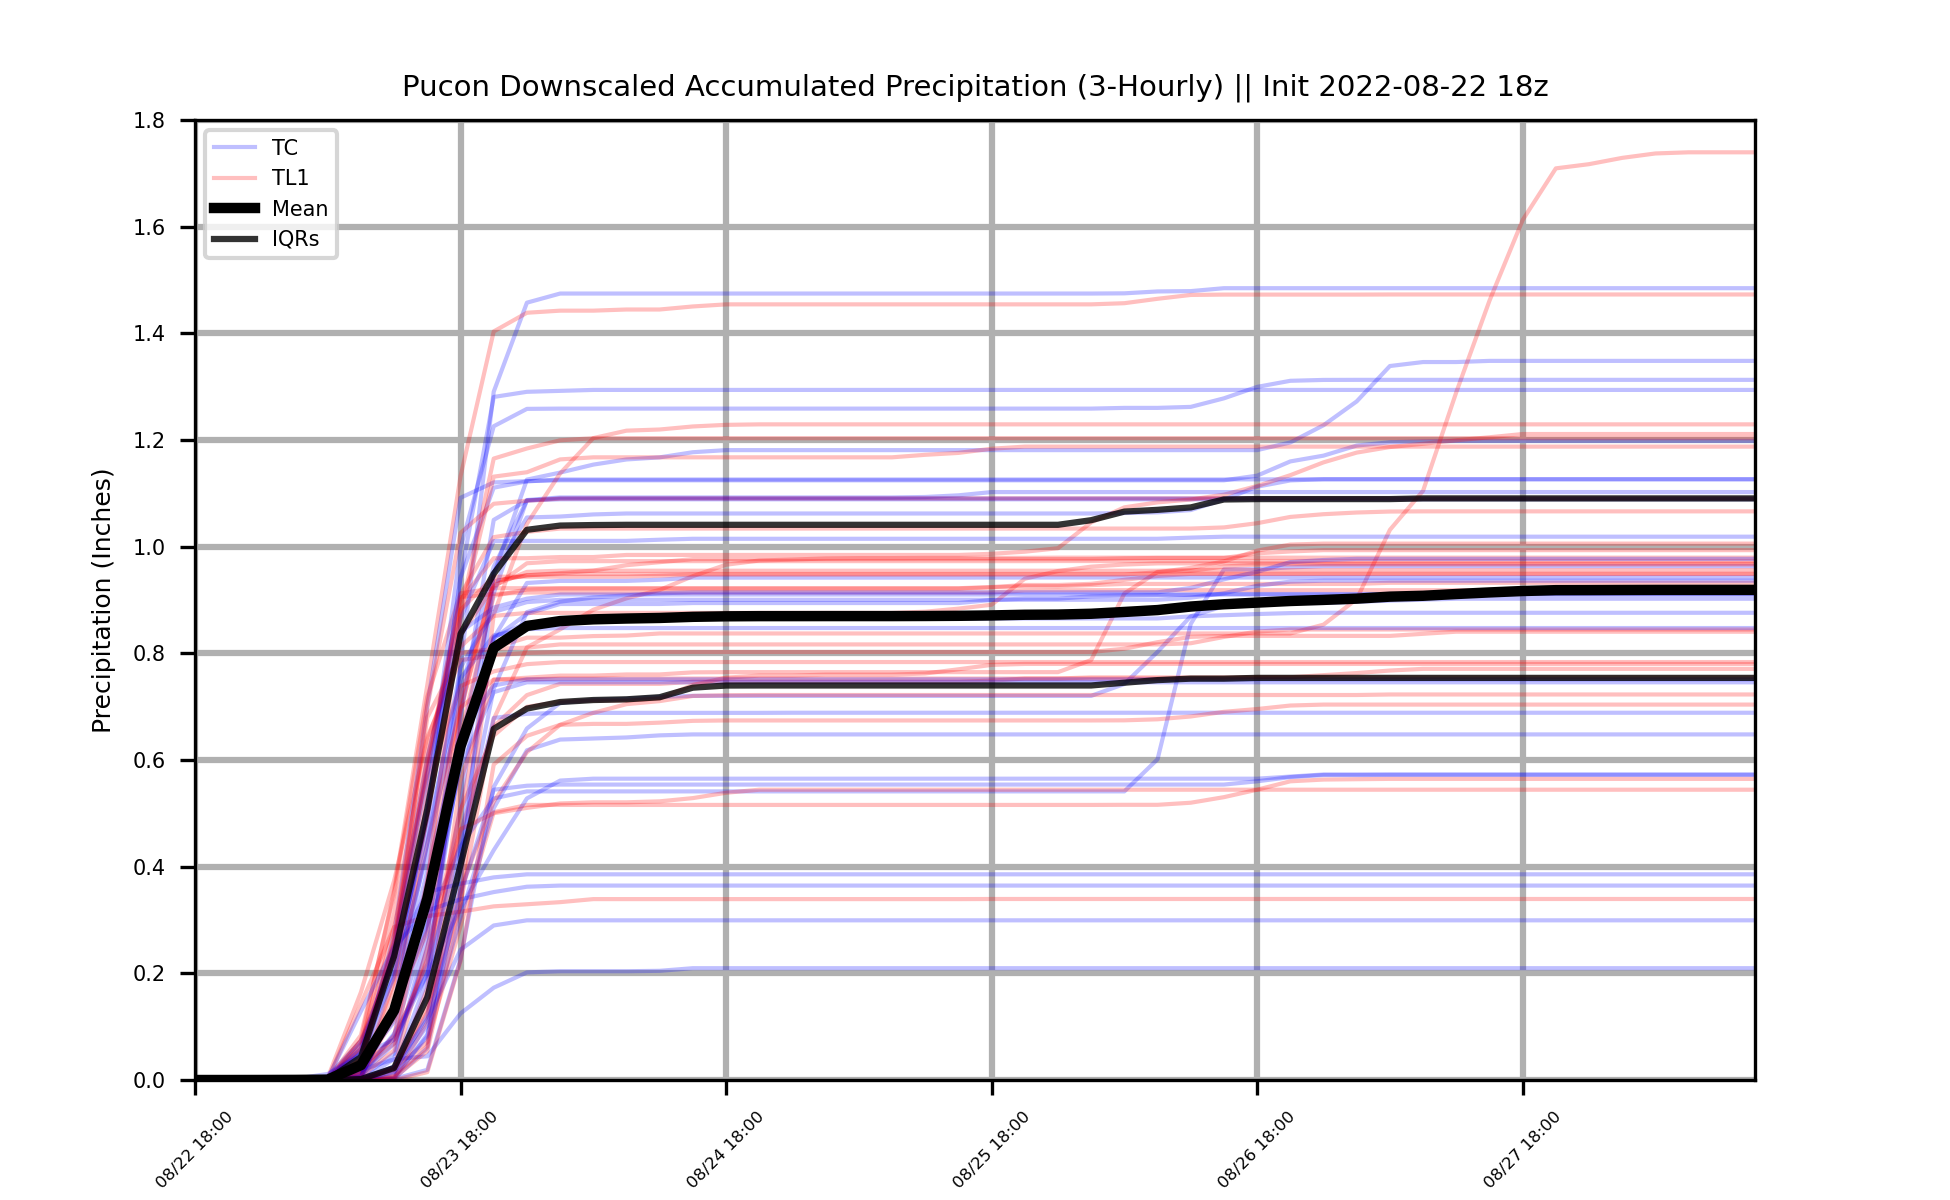 Pucon Downscaled Accumulated Precipitation (3-Hourly) || Init 2022-08-22 18z
TC
TL1
Mean
IQRs
Precipitation (Inches)
1.8
1.6
1.4
1.2
1.0
0.8
0.6
0.4
0.2
0.0
08/22 18:00
08/23 18:00
08/24 18:00
08/25 18:00
08/26 18:00
08/27 18:00